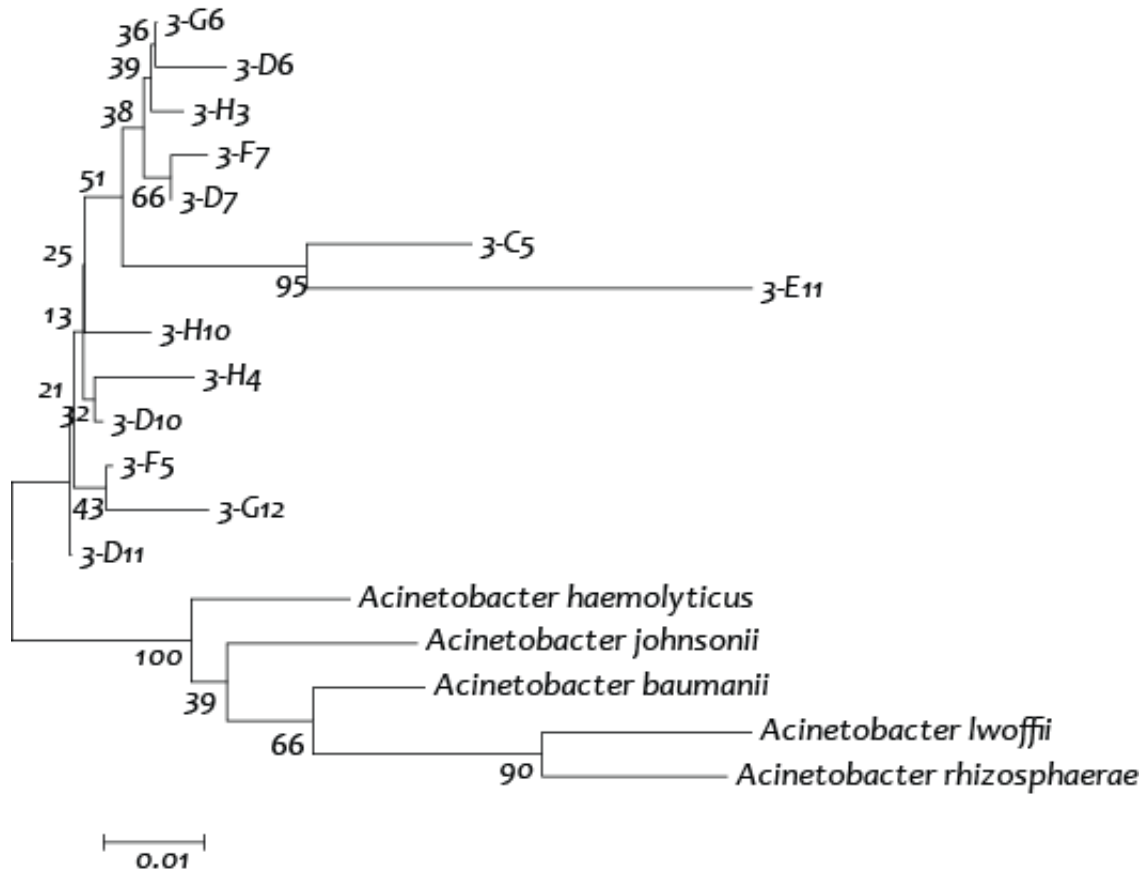 36 3-G6
39 3-D6
38 3-H3
3-F7
51 66 3-D7
25 3-C5
95 3-E11
13 3-H10
21 3-H4
32 3-D10
3-F5
43 3-G12
3-D11
Acinetobacter haemolyticus
100 Acinetobacter johnsonii
39 Acinetobacter baumanii
66 Acinetobacter lwoffii
90 Acinetobacter rhizosphaerae
0.01